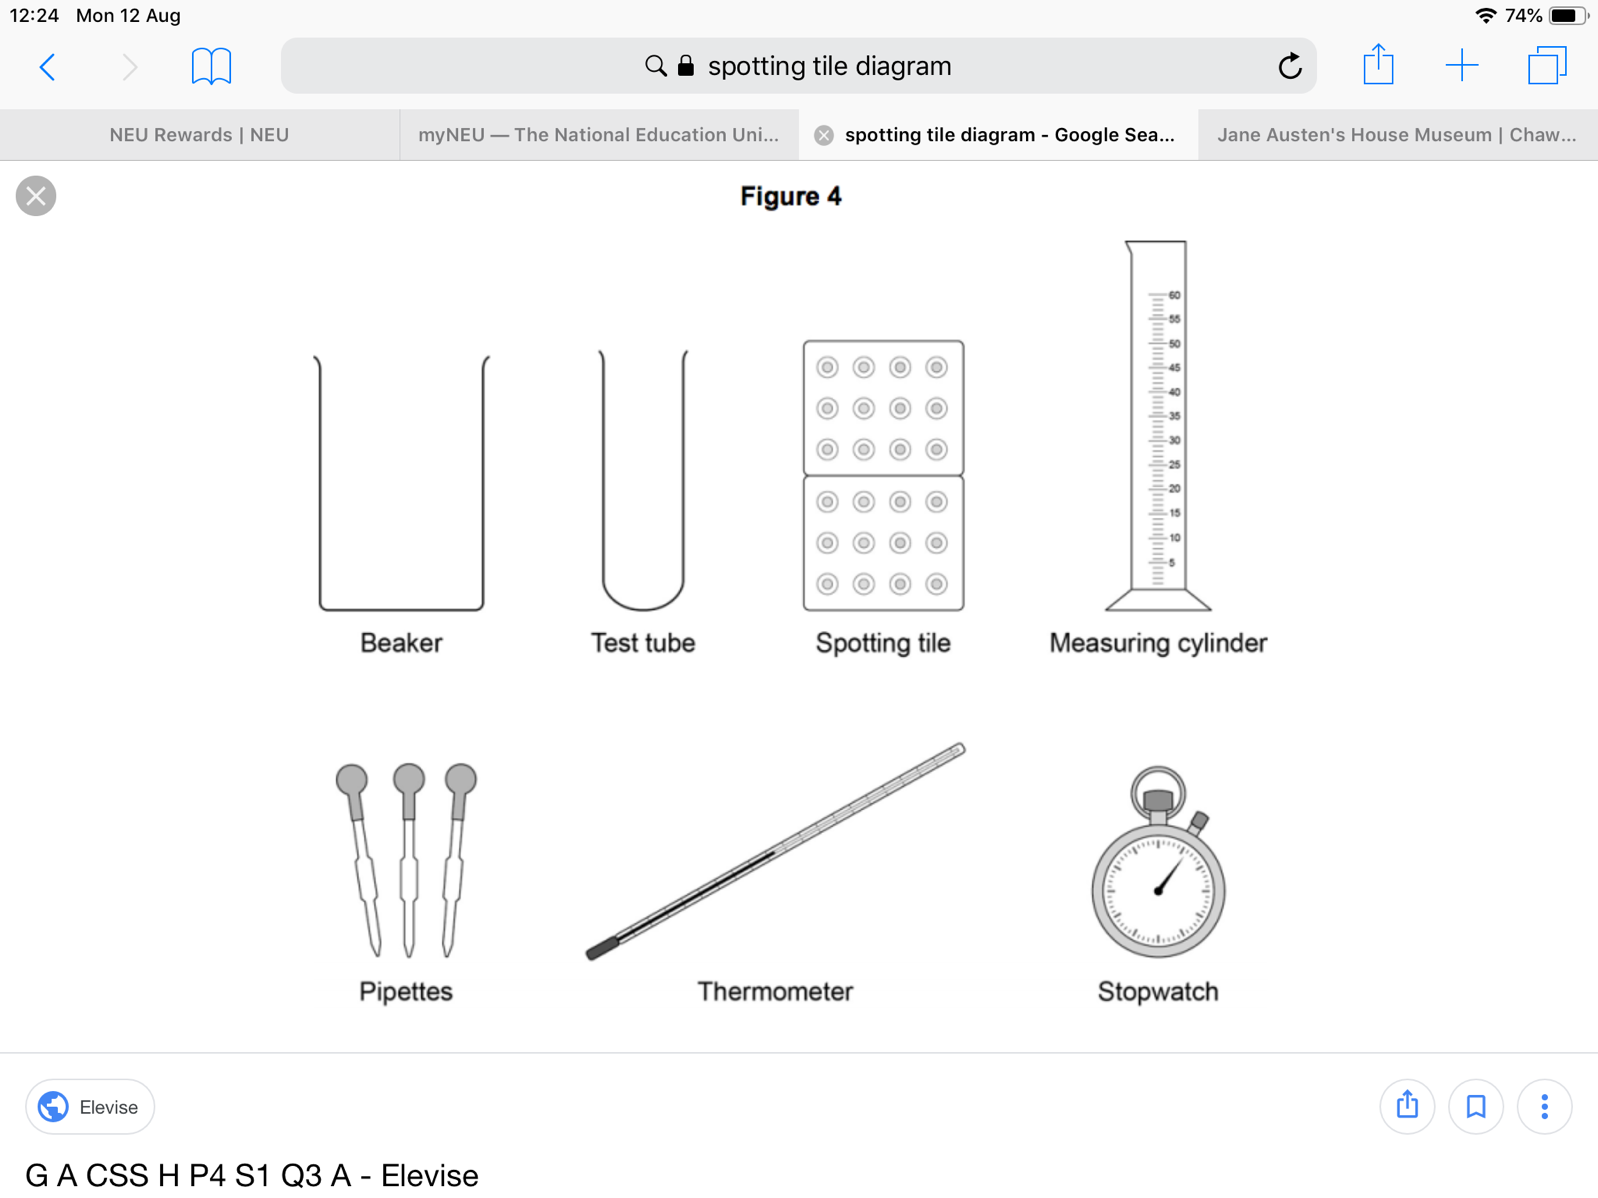 12:24 Mon 12 Aug
74%
spotting tile diagram
NEU Rewards | NEU
myNEU — The National Education Uni...
spotting tile diagram - Google Sea...
Jane Austen's House Museum | Chaw...
Figure 4
60
55
50
45
40
35
30
25
20
15
10
5
Beaker
Test tube
Spotting tile
Measuring cylinder
Pipettes
Thermometer
Stopwatch
Elevise
G A CSS H P4 S1 Q3 A - Elevise